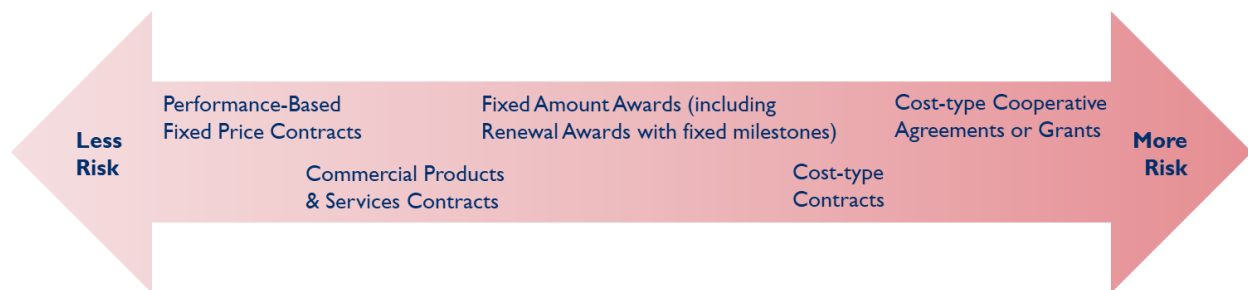 Less
Risk
Performance-Based
Fixed Price Contracts
Commercial Products
& Services Contracts
Fixed Amount Awards (including
Renewal Awards with fixed milestones)
Cost-type
Contracts
Cost-type Cooperative
Agreements or Grants
More
Risk